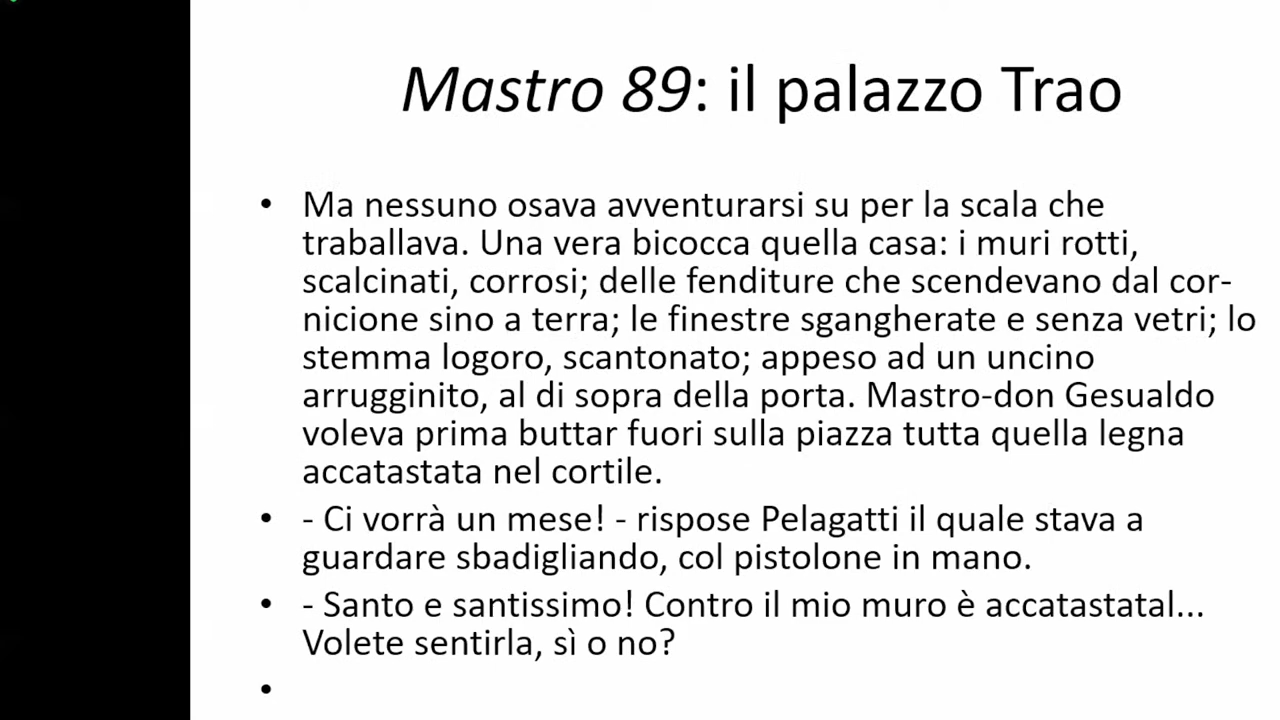 Mastro 89: il palazzo Trao
• Ma nessuno osava avventurarsi su per la scala che
traballava. Una vera bicocca quella casa: i muri rotti,
scalcinati, corrosi; delle fenditure che scendevano dal cor-
nicione sino a terra; le finestre sgangherate e senza vetri; lo
stemma logoro, scantonato; appeso ad un uncino
arrugginito, al di sopra della porta. Mastro-don Gesualdo
voleva prima buttar fuori sulla piazza tutta quella legna
accatastata nel cortile.
• - Ci vorrà un mese! - rispose Pelagatti il quale stava a
guardare sbadigliando, col pistolone in mano.
• - Santo e santissimo! Contro il mio muro è accatastatal...
Volete sentirla, sì o no?
•